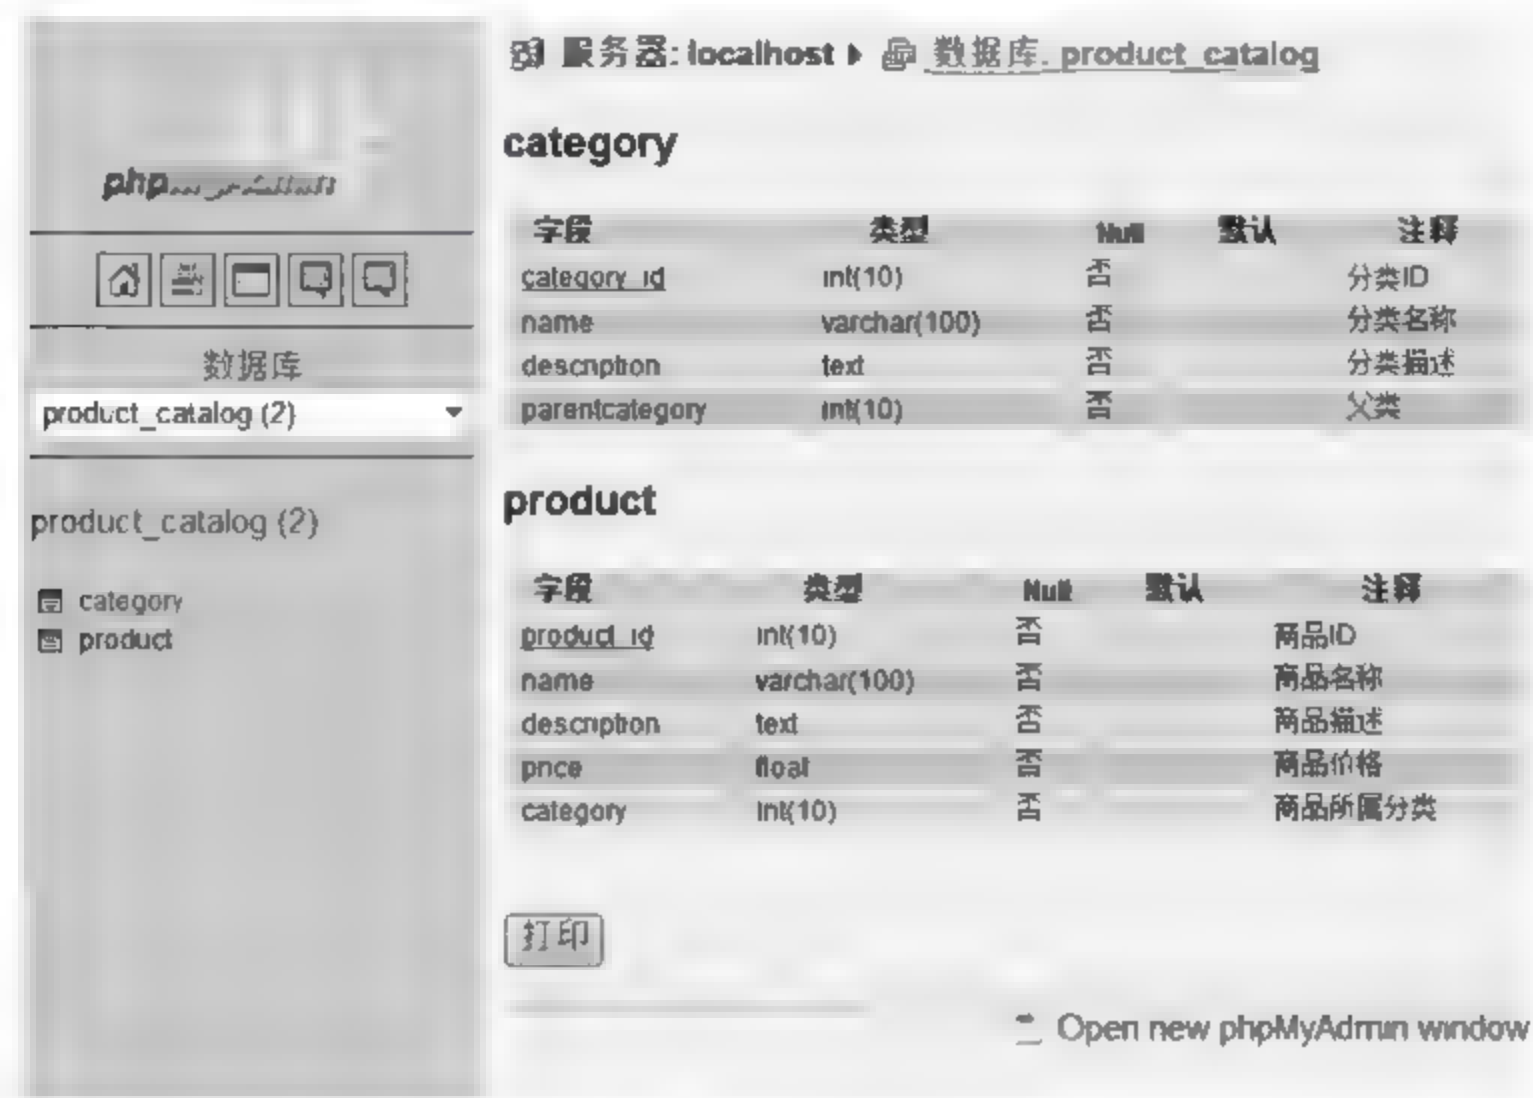 服务器: localhost ▸ 数据库. product_catalog
php
数据库
product_catalog (2)
product_catalog (2)
category
product
category
字段 类型 Null 默认 注释
category_id int(10) 否 分类ID
name varchar(100) 否 分类名称
description text 否 分类描述
parentcategory int(10) 否 父类
product
字段 类型 Null 默认 注释
product_id int(10) 否 商品ID
name varchar(100) 否 商品名称
description text 否 商品描述
price float 否 商品价格
category int(10) 否 商品所属分类
打印
Open new phpMyAdmin window